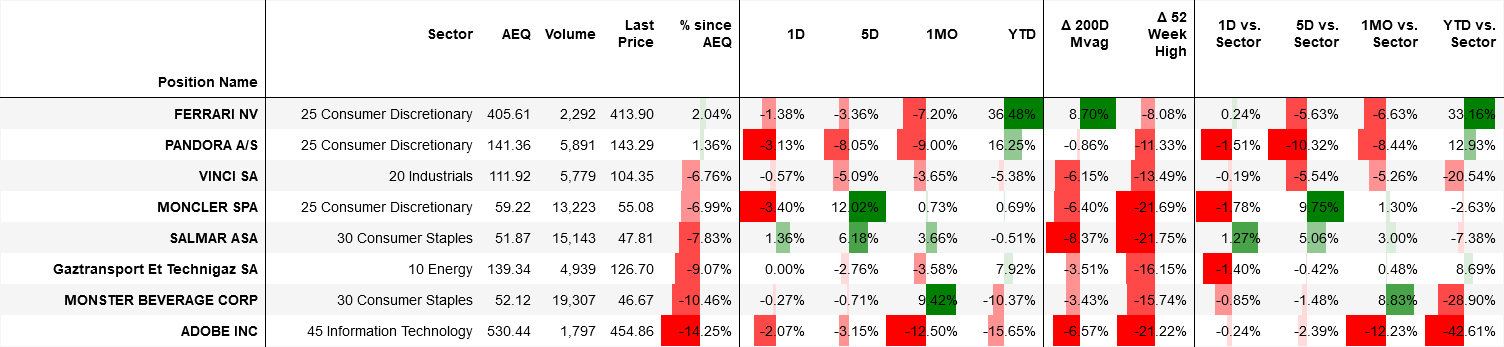 Position Name Sector AEQ Volume Last Price % since AEQ 1D 5D 1MO YTD Δ 200D Mvag Δ 52 Week High 1D vs. Sector 5D vs. Sector 1MO vs. Sector YTD vs. Sector
FERRARI NV 25 Consumer Discretionary 405.61 2,292 413.90 2.04% -1.38% -3.36% -7.20% 36.48% 8.70% -8.08% 0.24% -5.63% -6.63% 33.16%
PANDORA A/S 25 Consumer Discretionary 141.36 5,891 143.29 1.36% -3.13% -8.05% -9.00% 16.25% -0.86% -11.33% -1.51% -10.32% -8.44% 12.93%
VINCI SA 20 Industrials 111.92 5,779 104.35 -6.76% -0.57% -5.09% -3.65% -5.38% -6.15% -13.49% -0.19% -5.54% -5.26% -20.54%
MONCLER SPA 25 Consumer Discretionary 59.22 13,223 55.08 -6.99% -3.40% 12.02% 0.73% 0.69% -6.40% -21.69% -1.78% 9.75% 1.30% -2.63%
SALMAR ASA 30 Consumer Staples 51.87 15,143 47.81 -7.83% 1.36% 6.18% 3.66% -0.51% -8.37% -21.75% 1.27% 5.06% 3.00% -7.38%
Gaztransport Et Technigaz SA 10 Energy 139.34 4,939 126.70 -9.07% 0.00% -2.76% -3.58% 7.92% -3.51% -16.15% -1.40% -0.42% 0.48% 8.69%
MONSTER BEVERAGE CORP 30 Consumer Staples 52.12 19,307 46.67 -10.46% -0.27% -0.71% 9.42% -10.37% -3.43% -15.74% -0.85% -1.48% 8.83% -28.90%
ADOBE INC 45 Information Technology 530.44 1,797 454.86 -14.25% -2.07% -3.15% -12.50% -15.65% -6.57% -21.22% -0.24% -2.39% -12.23% -42.61%